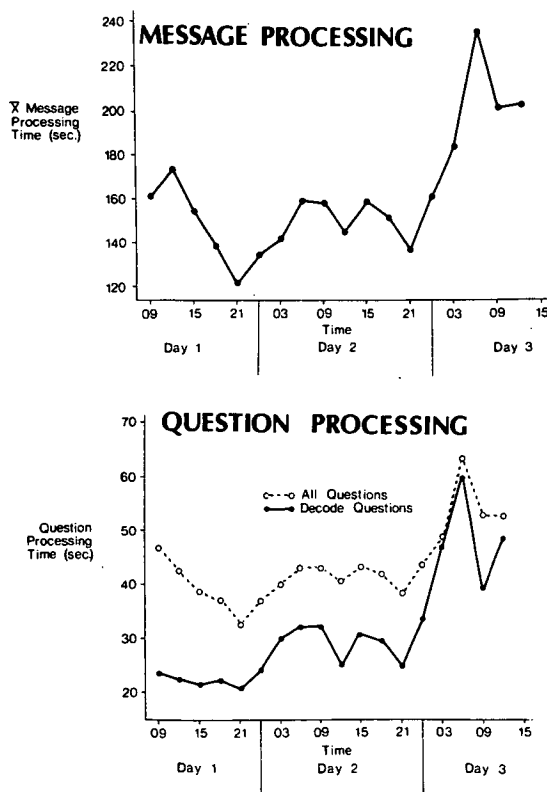 MESSAGE PROCESSING
240
220
200
180
160
140
120
X̄ Message
Processing
Time (sec.)
09 15 21 03 09 15 21 03 09 15
Time
Day 1 Day 2 Day 3
QUESTION PROCESSING
70
60
50
40
30
20
All Questions
Decode Questions
Question
Processing
Time (sec.)
09 15 21 03 09 15 21 03 09 15
Time
Day 1 Day 2 Day 3